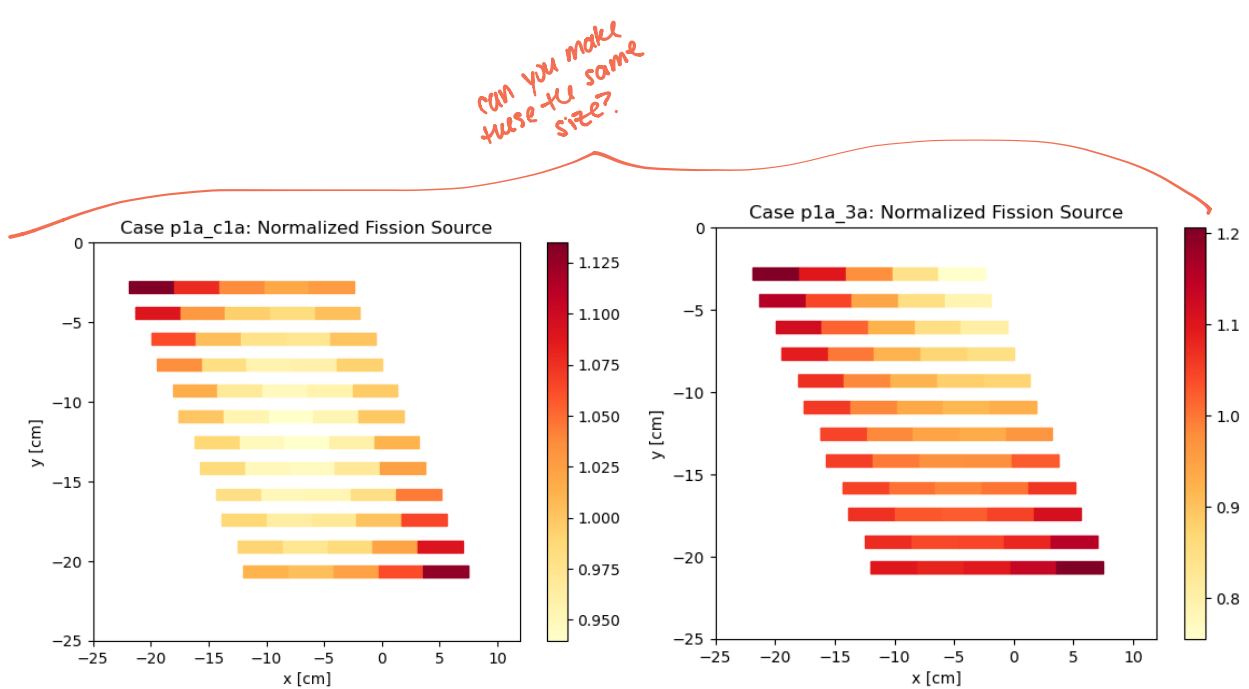 can you make
these the same
size?
Case p1a_c1a: Normalized Fission Source
0
−5
−10
−15
−20
−25
y [cm]
−25 −20 −15 −10 −5 0 5 10
x [cm]
1.125
1.100
1.075
1.050
1.025
1.000
0.975
0.950
Case p1a_3a: Normalized Fission Source
0
−5
−10
−15
−20
−25
y [cm]
−25 −20 −15 −10 −5 0 5 10
x [cm]
1.2
1.1
1.0
0.9
0.8